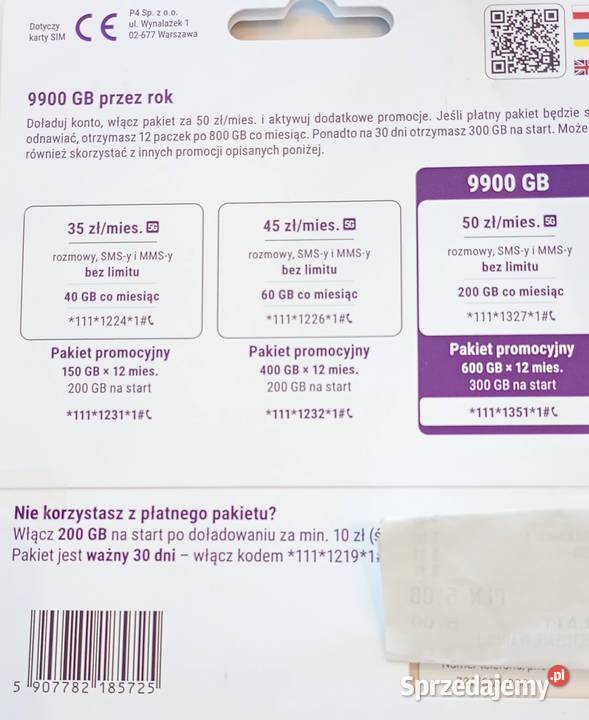 Dotyczy
karty SIM
CE
P4 Sp. z o.o.
ul. Wynalazek 1
02-677 Warszawa
9900 GB przez rok
Doładuj konto, włącz pakiet za 50 zł/mies. i aktywuj dodatkowe promocje. Jeśli płatny pakiet będzie s
odnawiać, otrzymasz 12 paczek po 800 GB co miesiąc. Ponadto na 30 dni otrzymasz 300 GB na start. Może
również skorzystać z innych promocji opisanych poniżej.
35 zł/mies. 5G
rozmowy, SMS-y i MMS-y
bez limitu
40 GB co miesiąc
*111*1224*1#
Pakiet promocyjny
150 GB × 12 mies.
200 GB na start
*111*1231*1#
45 zł/mies. 5G
rozmowy, SMS-y i MMS-y
bez limitu
60 GB co miesiąc
*111*1226*1#
Pakiet promocyjny
400 GB × 12 mies.
200 GB na start
*111*1232*1#
9900 GB
50 zł/mies. 5G
rozmowy, SMS-y i MMS-y
bez limitu
200 GB co miesiąc
*111*1327*1#
Pakiet promocyjny
600 GB × 12 mies.
300 GB na start
*111*1351*1#
Nie korzystasz z płatnego pakietu?
Włącz 200 GB na start po doładowaniu za min. 10 zł (ś
Pakiet jest ważny 30 dni – włącz kodem *111*1219*1
5 907782 185725
Sprzedajemy.pl